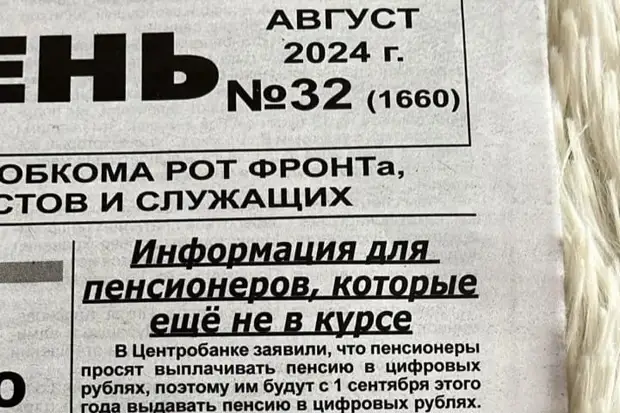 АВГУСТ
2024 г.
ЕНЬ №32 (1660)
ОБКОМА РОТ ФРОНТа,
СТОВ И СЛУЖАЩИХ
Информация для
пенсионеров, которые
ещё не в курсе
В Центробанке заявили, что пенсионеры
просят выплачивать пенсию в цифровых
рублях, поэтому им будут с 1 сентября этого
года выдавать пенсию в цифровых рублях.
о